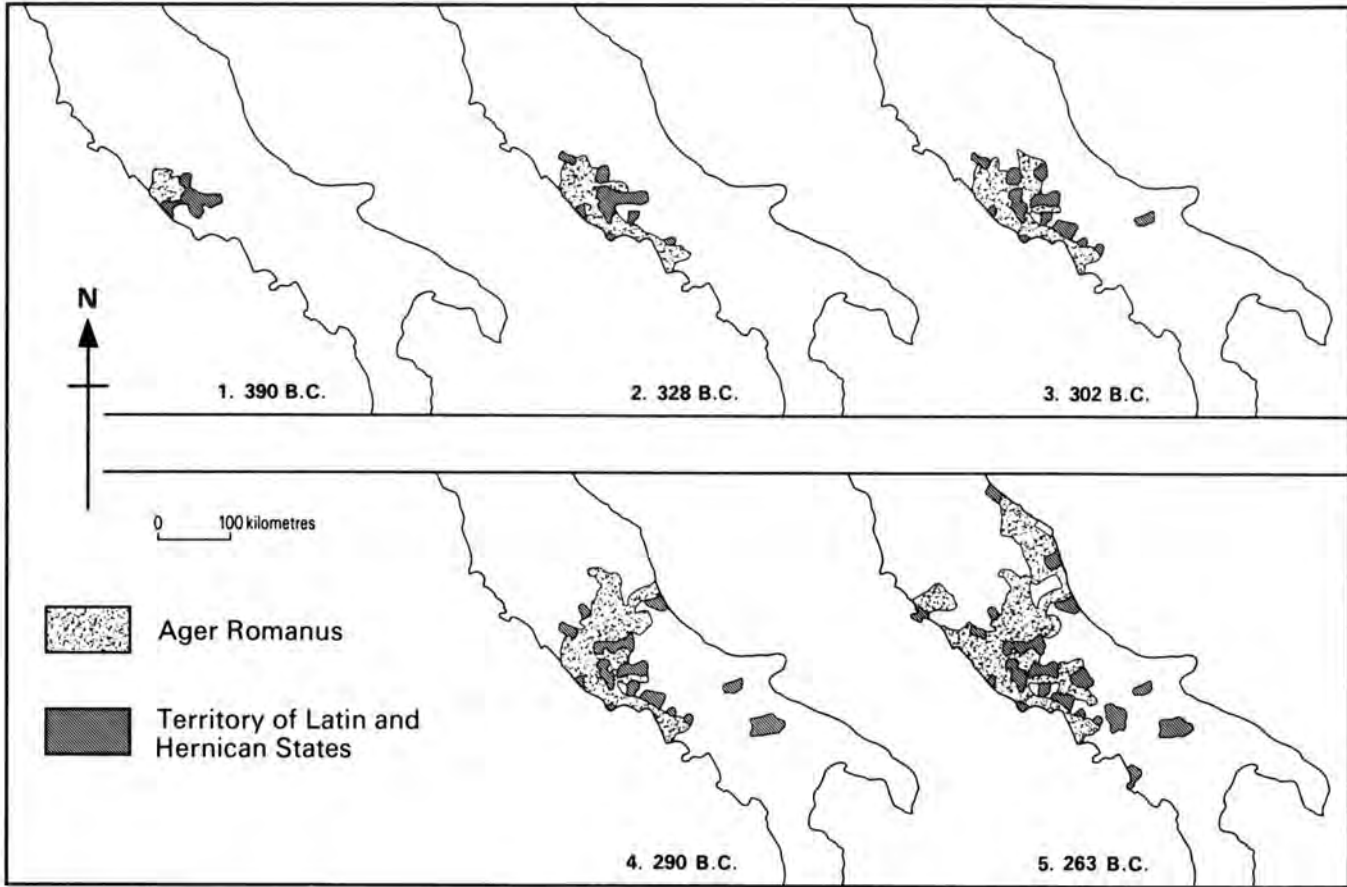 1. 390 B.C.
2. 328 B.C.
3. 302 B.C.
N
0 100 kilometres
Ager Romanus
Territory of Latin and
Hernican States
4. 290 B.C.
5. 263 B.C.